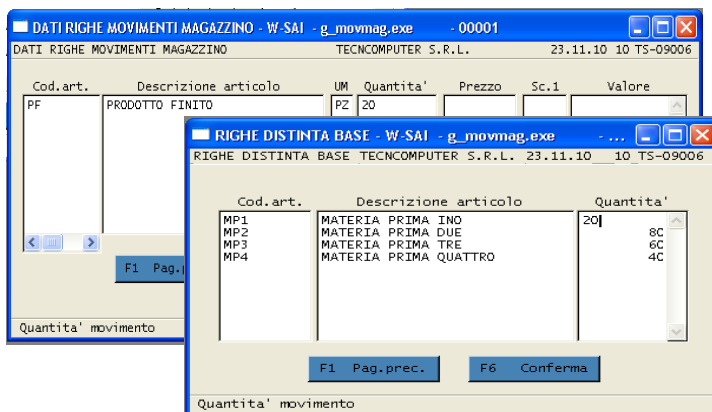 DATI RIGHE MOVIMENTI MAGAZZINO - W-SAI - g_movmag.exe - 00001
DATI RIGHE MOVIMENTI MAGAZZINO TECNCOMPUTER S.R.L. 23.11.10 10 TS-09006
Cod.art. Descrizione articolo UM Quantita' Prezzo Sc.1 Valore
PF PRODOTTO FINITO PZ 20
F1 Pag.
Quantita' movimento
RIGHE DISTINTA BASE - W-SAI - g_movmag.exe - ...
RIGHE DISTINTA BASE TECNCOMPUTER S.R.L. 23.11.10 10 TS-09006
Cod.art. Descrizione articolo Quantita'
MP1 MATERIA PRIMA INO 20
MP2 MATERIA PRIMA DUE
MP3 MATERIA PRIMA TRE
MP4 MATERIA PRIMA QUATTRO
F1 Pag.prec. F6 Conferma
Quantita' movimento